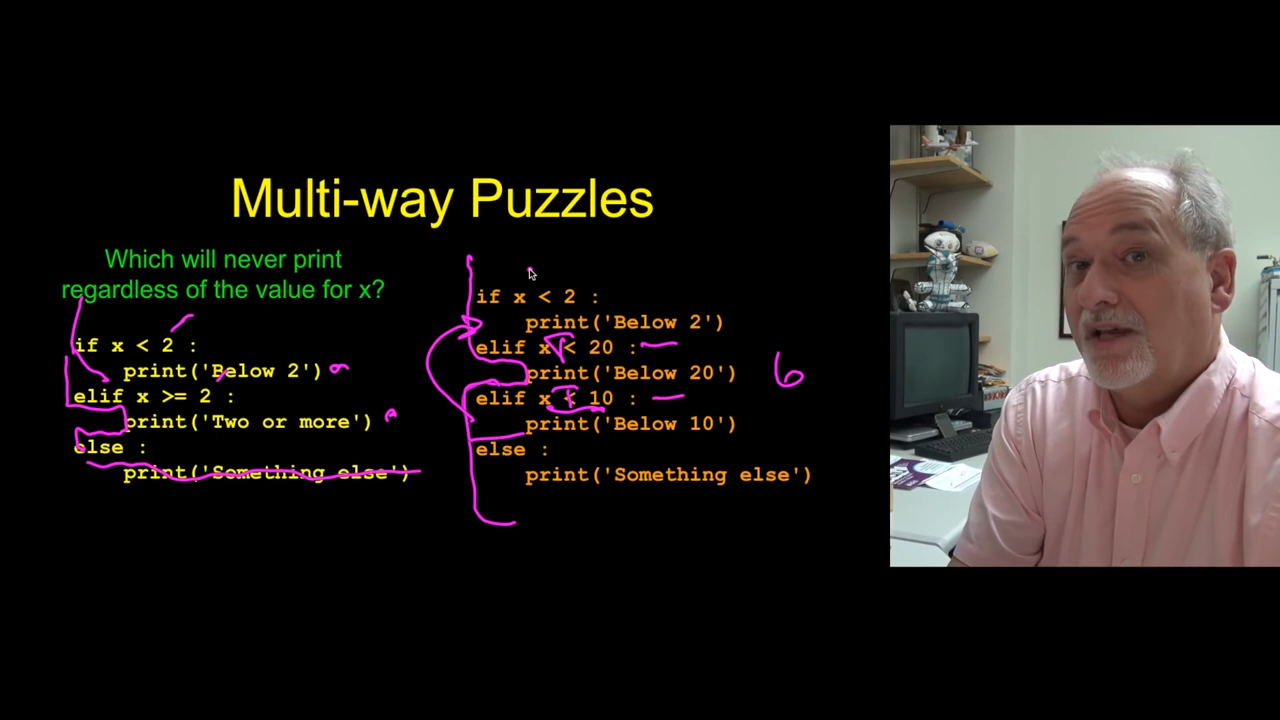 Multi-way Puzzles
Which will never print
regardless of the value for x?
if x < 2 :
print('Below 2')
elif x >= 2 :
print('Two or more')
else :
print('Something else')
if x < 2 :
print('Below 2')
elif x < 20 :
print('Below 20')
elif x < 10 :
print('Below 10')
else :
print('Something else')
6